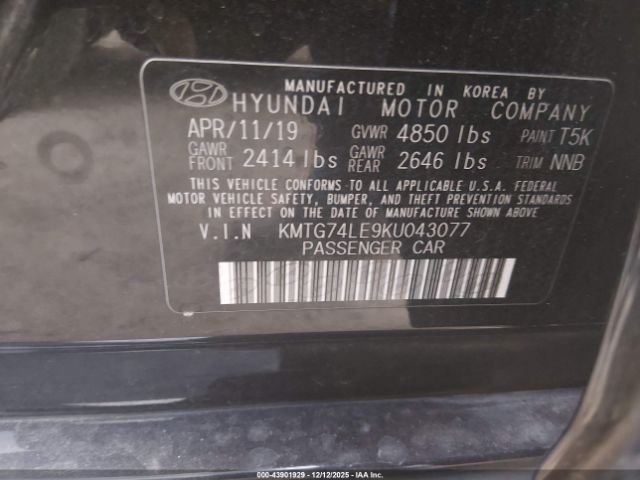 MANUFACTURED IN KOREA BY
HYUNDAI MOTOR COMPANY
APR/11/19 GVWR 4850 lbs PAINT T5K
GAWR FRONT 2414 lbs GAWR REAR 2646 lbs TRIM NNB
THIS VEHICLE CONFORMS TO ALL APPLICABLE U.S.A. FEDERAL
MOTOR VEHICLE SAFETY, BUMPER, AND THEFT PREVENTION STANDARDS
IN EFFECT ON THE DATE OF MANUFACTURE SHOWN ABOVE.
V.I.N KMTG74LE9KU043077
PASSENGER CAR
000-43901929 - 12/12/2025 -